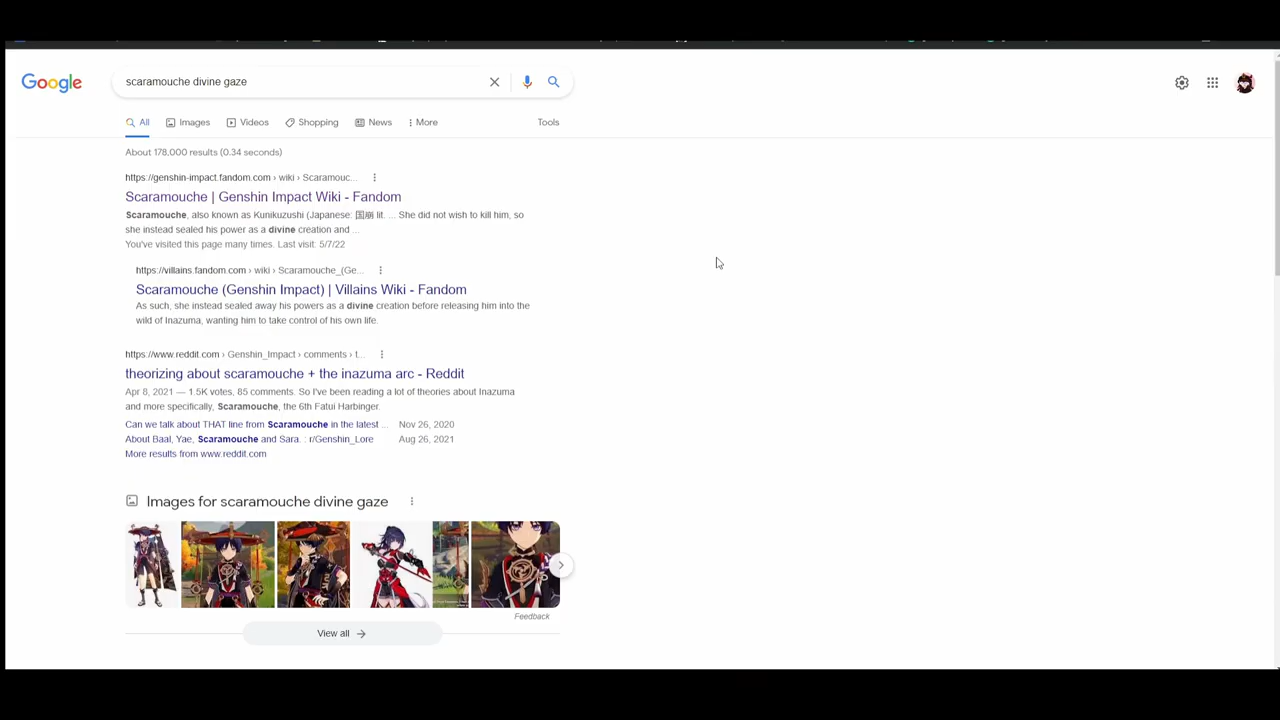 Google
scaramouche divine gaze
All Images Videos Shopping News More Tools
About 178.000 results (0.34 seconds)
https://genshin-impact.fandom.com › wiki › Scaramouc...
Scaramouche | Genshin Impact Wiki - Fandom
Scaramouche, also known as Kunikuzushi (Japanese: 国崩 lit. ... She did not wish to kill him, so
she instead sealed his power as a divine creation and ...
You've visited this page many times. Last visit: 5/7/22
https://villains.fandom.com › wiki › Scaramouche_(Ge...
Scaramouche (Genshin Impact) | Villains Wiki - Fandom
As such, she instead sealed away his powers as a divine creation before releasing him into the
wild of Inazuma, wanting him to take control of his own life.
https://www.reddit.com › Genshin_Impact › comments › t...
theorizing about scaramouche + the inazuma arc - Reddit
Apr 8, 2021 — 1.5K votes, 85 comments. So I've been reading a lot of theories about Inazuma
and more specifically, Scaramouche, the 6th Fatui Harbinger.
Can we talk about THAT line from Scaramouche in the latest ... Nov 26, 2020
About Baal, Yae, Scaramouche and Sara. : r/Genshin_Lore Aug 26, 2021
More results from www.reddit.com
Images for scaramouche divine gaze
Feedback
View all